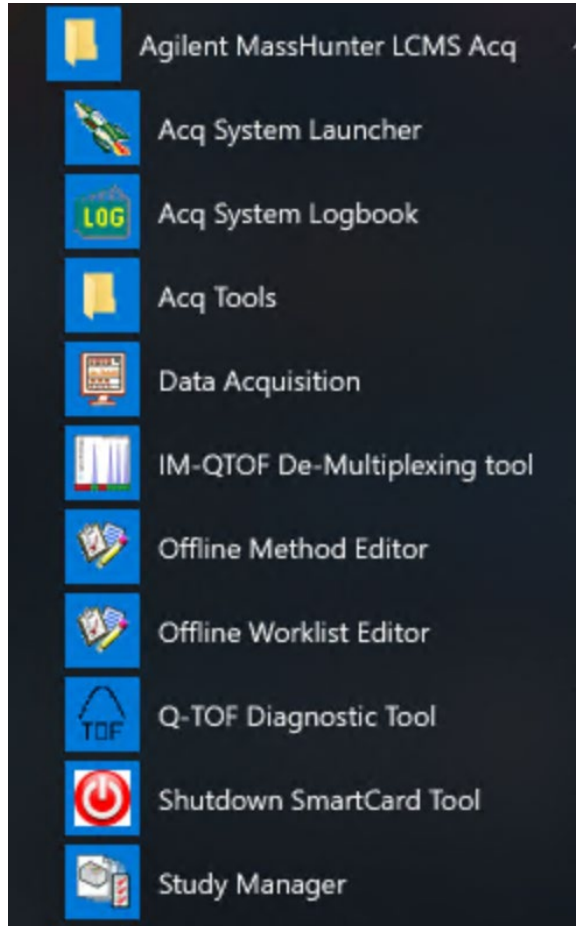 Agilent MassHunter LCMS Acq
Acq System Launcher
LOG
Acq System Logbook
Acq Tools
Data Acquisition
IM-QTOF De-Multiplexing tool
Offline Method Editor
Offline Worklist Editor
TOF
Q-TOF Diagnostic Tool
Shutdown SmartCard Tool
Study Manager